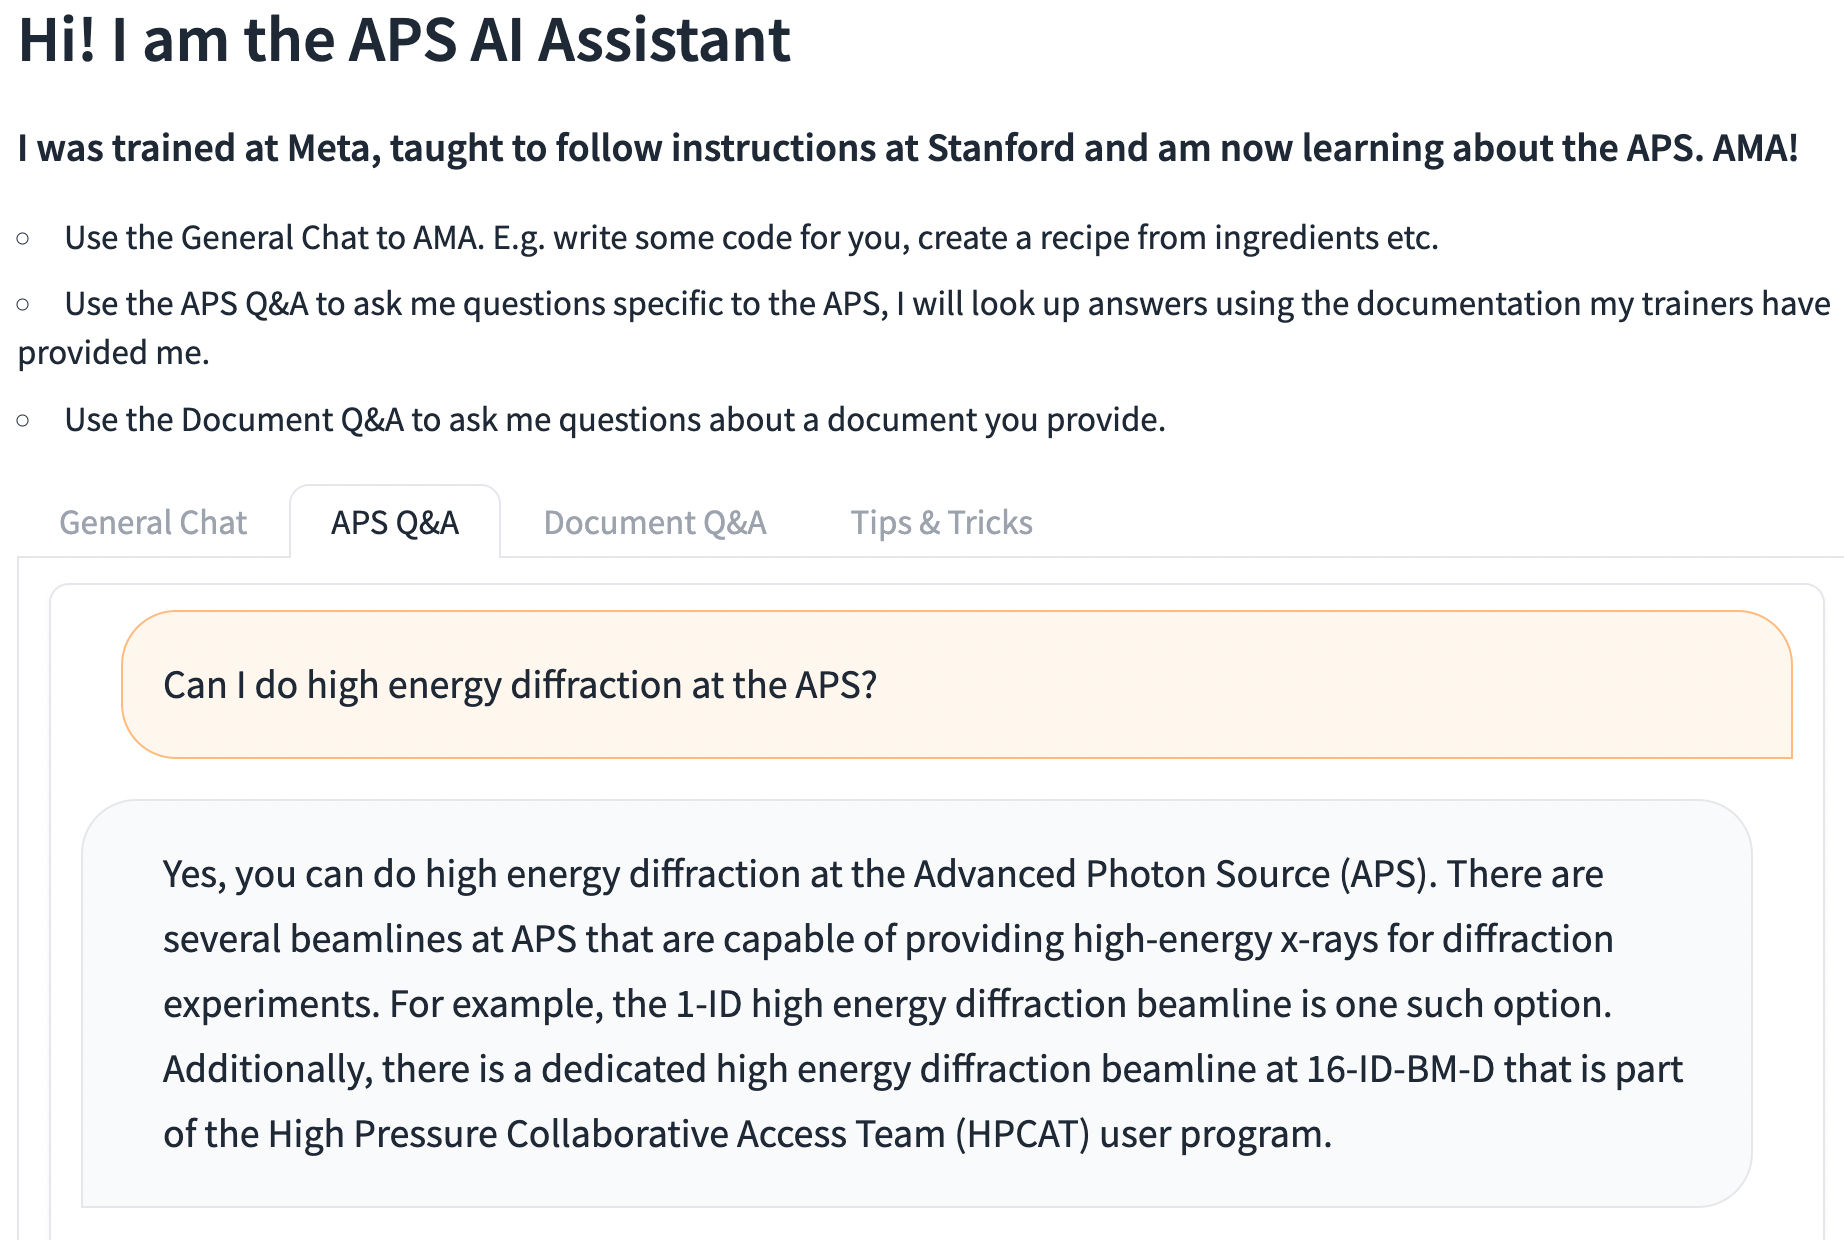 Hi! I am the APS AI Assistant
I was trained at Meta, taught to follow instructions at Stanford and am now learning about the APS. AMA!
Use the General Chat to AMA. E.g. write some code for you, create a recipe from ingredients etc.
Use the APS Q&A to ask me questions specific to the APS, I will look up answers using the documentation my trainers have
provided me.
Use the Document Q&A to ask me questions about a document you provide.
General Chat APS Q&A Document Q&A Tips & Tricks
Can I do high energy diffraction at the APS?
Yes, you can do high energy diffraction at the Advanced Photon Source (APS). There are
several beamlines at APS that are capable of providing high-energy x-rays for diffraction
experiments. For example, the 1-ID high energy diffraction beamline is one such option.
Additionally, there is a dedicated high energy diffraction beamline at 16-ID-BM-D that is part
of the High Pressure Collaborative Access Team (HPCAT) user program.